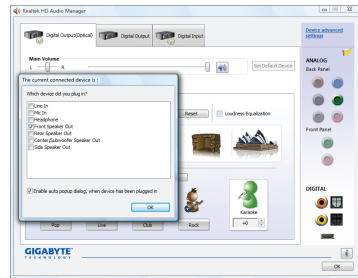 Realtek HD Audio Manager
Digital Output(Optical)
Digital Output
Digital Input
Device advanced settings
Main Volume
L
R
Set Default Device
ANALOG
Back Panel
The current connected device is :
Which device did you plug in?
Line In
Mic In
Headphone
Front Speaker Out
Rear Speaker Out
Center/Subwoofer Speaker Out
Side Speaker Out
Enable auto popup dialog, when device has been plugged in
OK
Reset
Loudness Equalization
Front Panel
Karaoke
Pop
Live
Club
Rock
+0
DIGITAL
GIGABYTE
TECHNOLOGY
i
OK